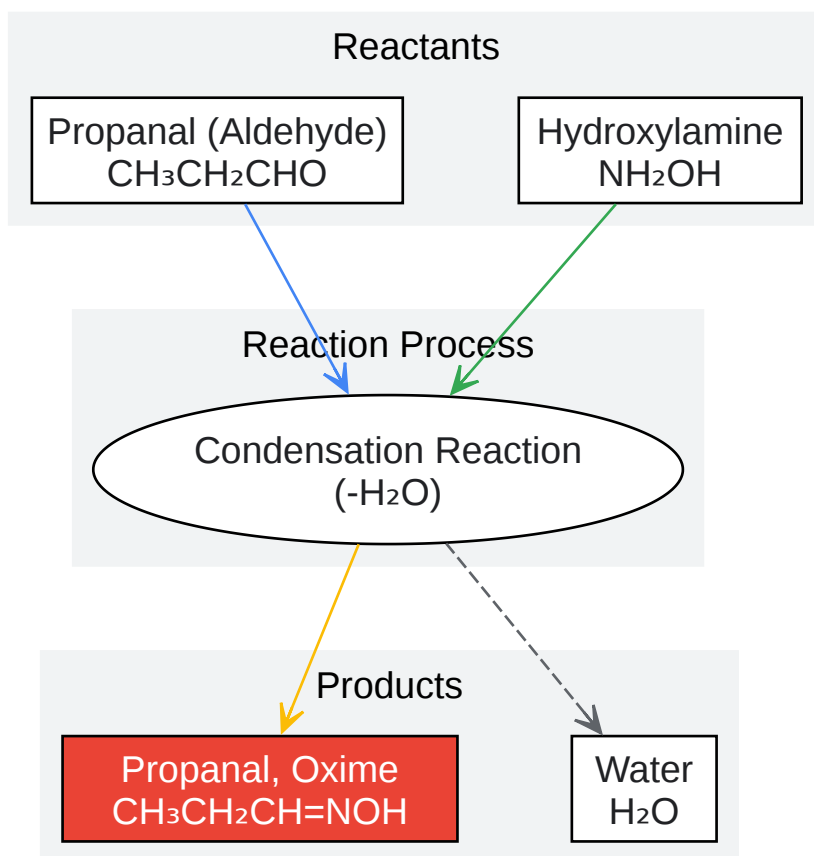 Reactants
Propanal (Aldehyde)
CH₃CH₂CHO
Hydroxylamine
NH₂OH
Reaction Process
Condensation Reaction
(-H₂O)
Products
Propanal, Oxime
CH₃CH₂CH=NOH
Water
H₂O